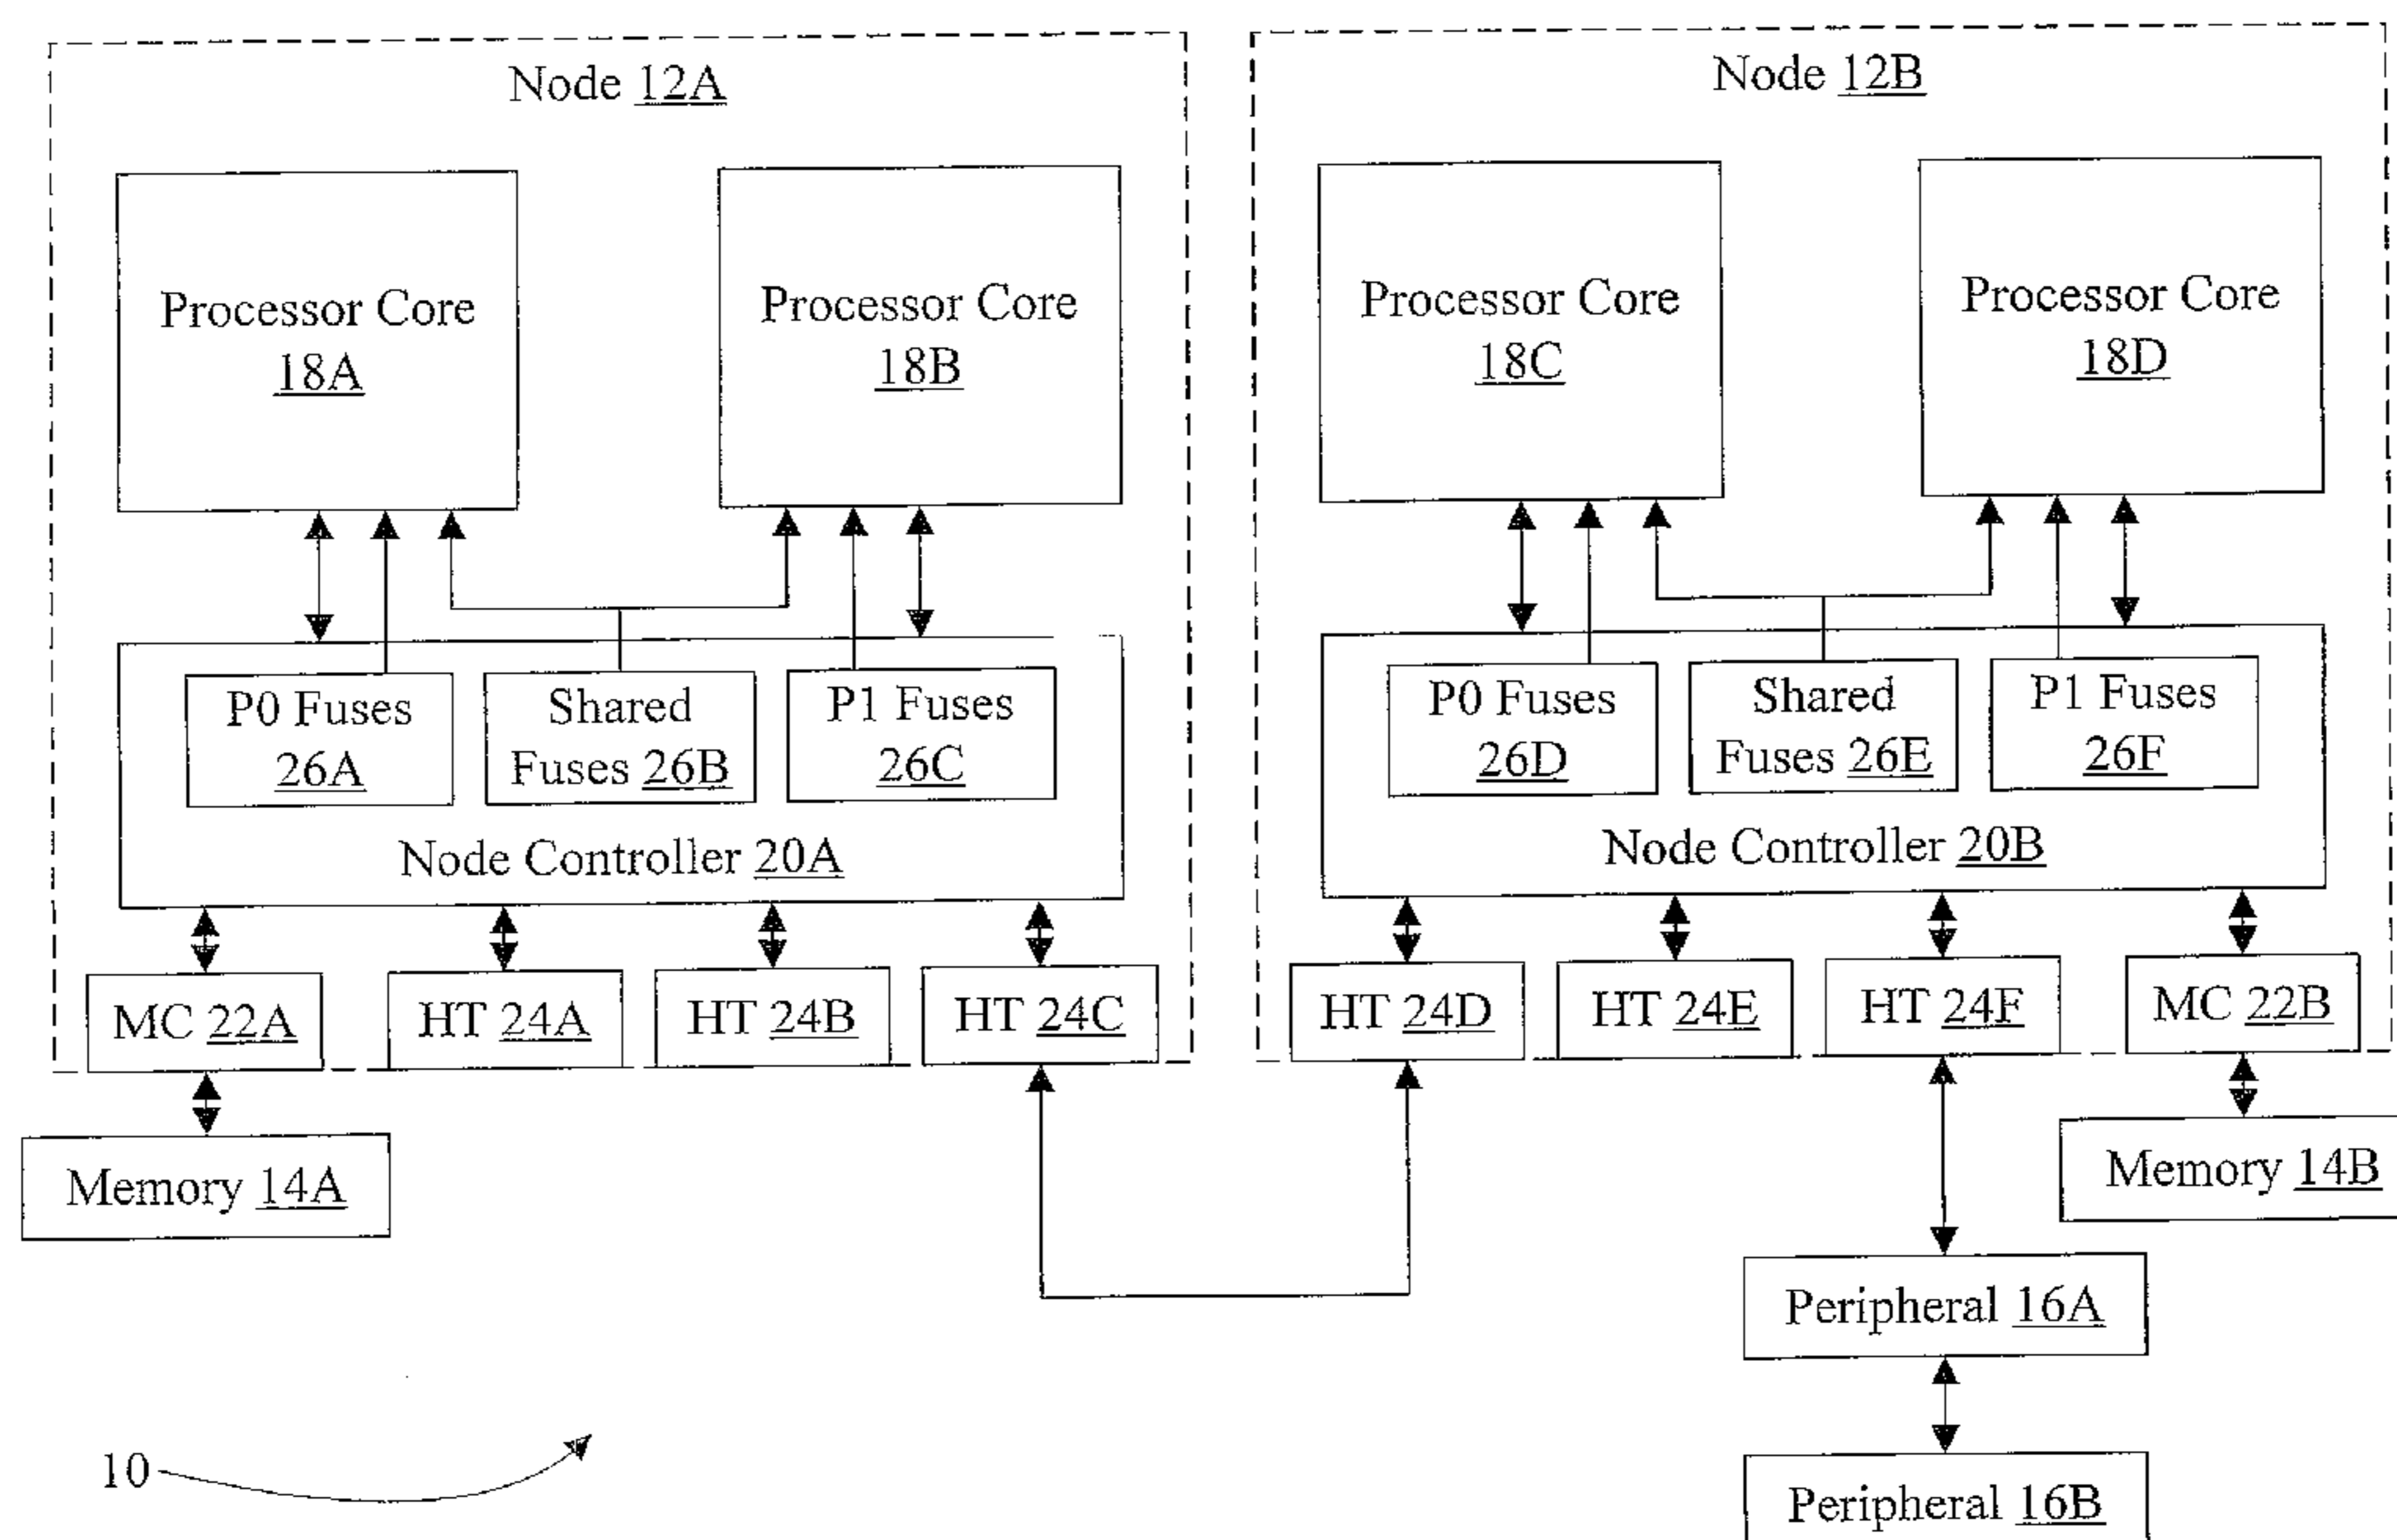 Node 12A
Node 12B
Processor Core
18A
Processor Core
18B
Processor Core
18C
Processor Core
18D
P0 Fuses
26A
Shared
Fuses 26B
P1 Fuses
26C
Node Controller 20A
P0 Fuses
26D
Shared
Fuses 26E
P1 Fuses
26F
Node Controller 20B
MC 22A
HT 24A
HT 24B
HT 24C
HT 24D
HT 24E
HT 24F
MC 22B
Memory 14A
Memory 14B
Peripheral 16A
10
Peripheral 16B